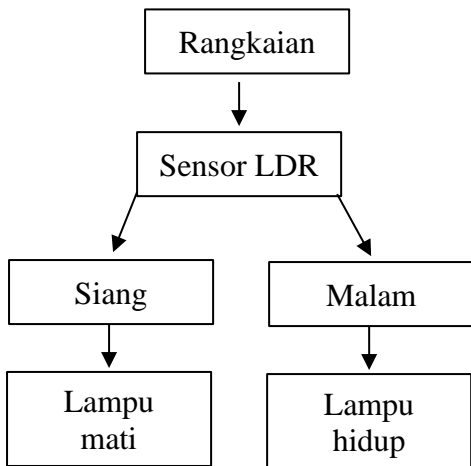 Rangkaian
Sensor LDR
Siang
Malam
Lampu
mati
Lampu
hidup